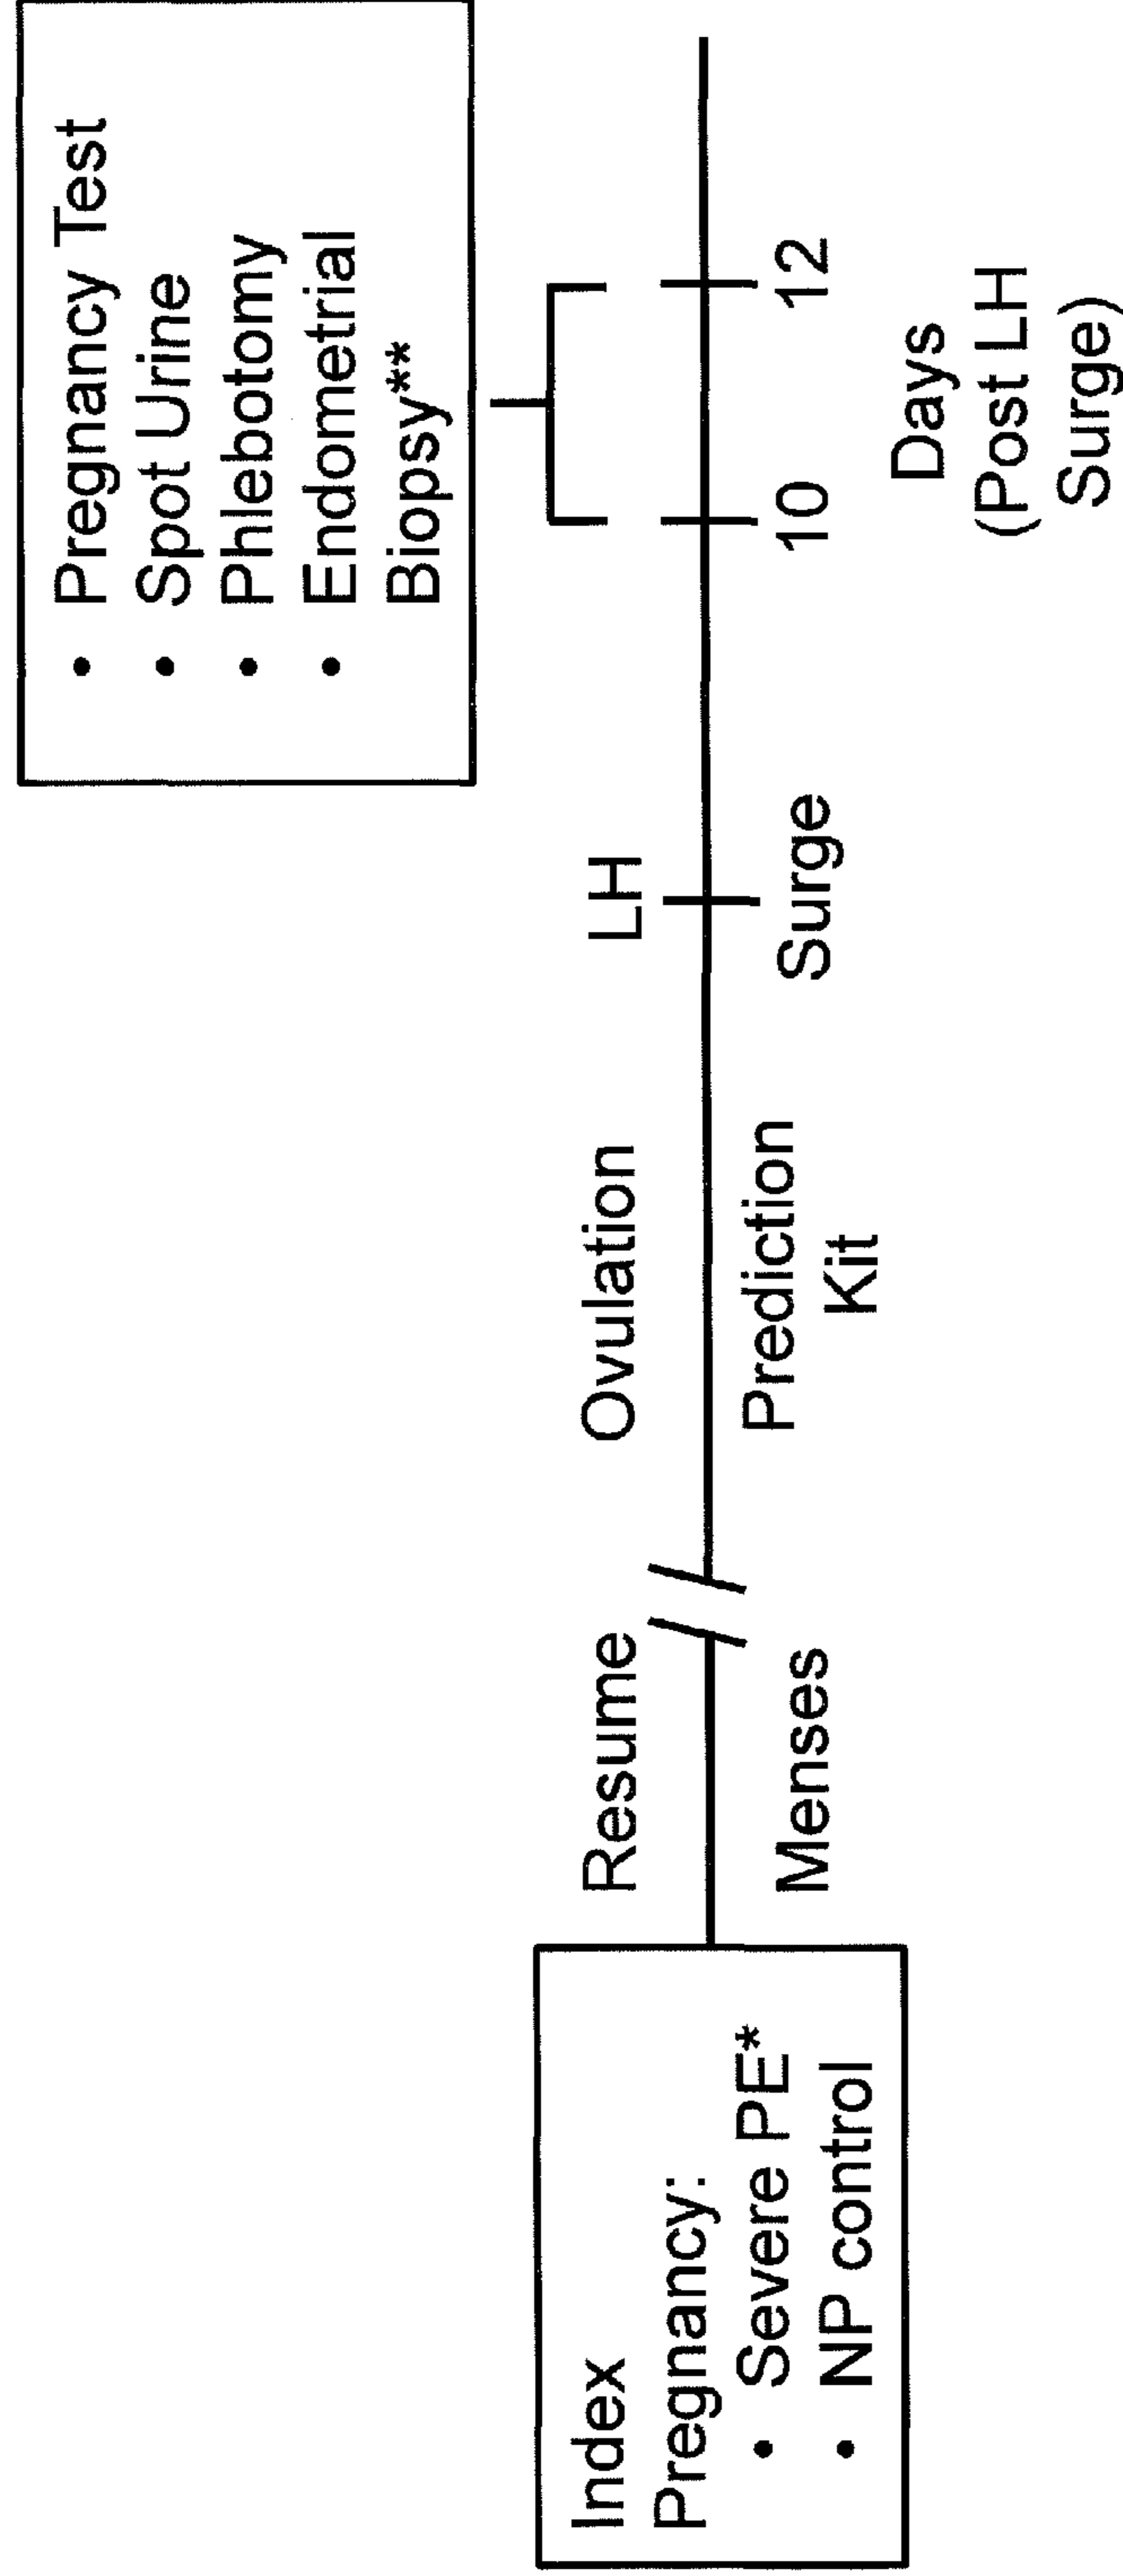 Index
Pregnancy:
• Severe PE*
• NP control
Resume
Menses
Ovulation
Prediction
Kit
LH
Surge
• Pregnancy Test
• Spot Urine
• Phlebotomy
• Endometrial
Biopsy**
10 12
Days
(Post LH
Surge)